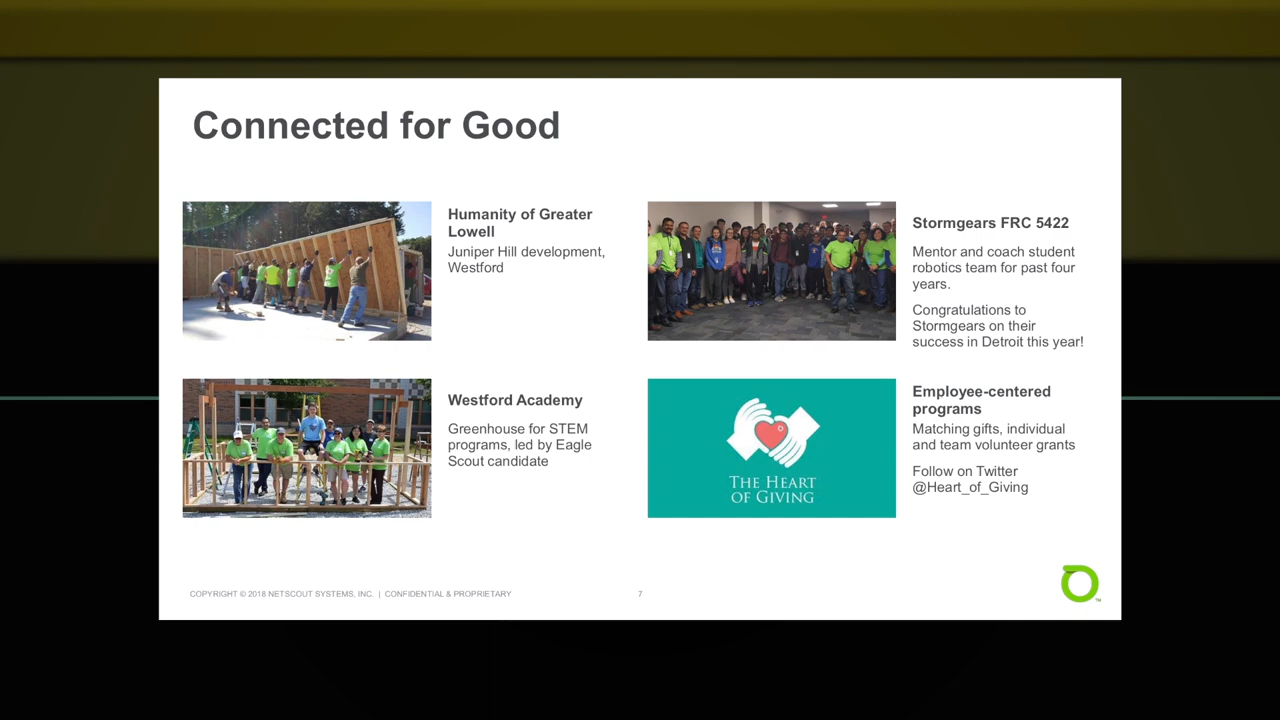 Connected for Good
Humanity of Greater
Lowell
Juniper Hill development,
Westford
Stormgears FRC 5422
Mentor and coach student
robotics team for past four
years.
Congratulations to
Stormgears on their
success in Detroit this year!
Westford Academy
Greenhouse for STEM
programs, led by Eagle
Scout candidate
THE HEART
OF GIVING
Employee-centered
programs
Matching gifts, individual
and team volunteer grants
Follow on Twitter
@Heart_of_Giving
COPYRIGHT © 2018 NETSCOUT SYSTEMS, INC. | CONFIDENTIAL & PROPRIETARY
7
TM